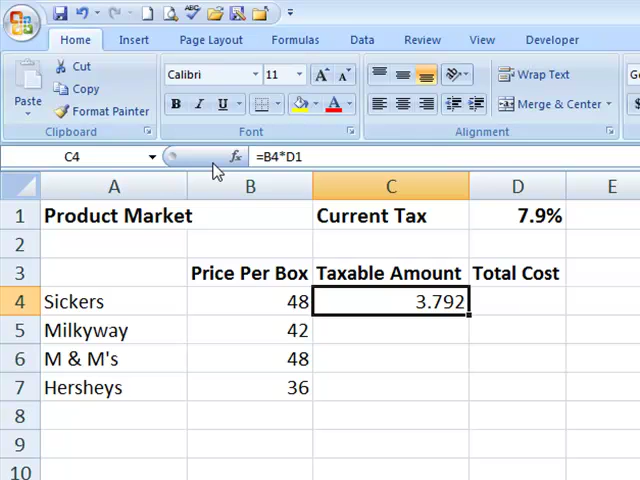 Home Insert Page Layout Formulas Data Review View Developer
Cut
Calibri 11 A A Wrap Text
Copy
Paste Format Painter B I U A Merge & Center
Clipboard Font Alignment
C4 fx =B4*D1
A B C D E
1 Product Market Current Tax 7.9%
2
3 Price Per Box Taxable Amount Total Cost
4 Sickers 48 3.792
5 Milkyway 42
6 M & M's 48
7 Hersheys 36
8
9
10